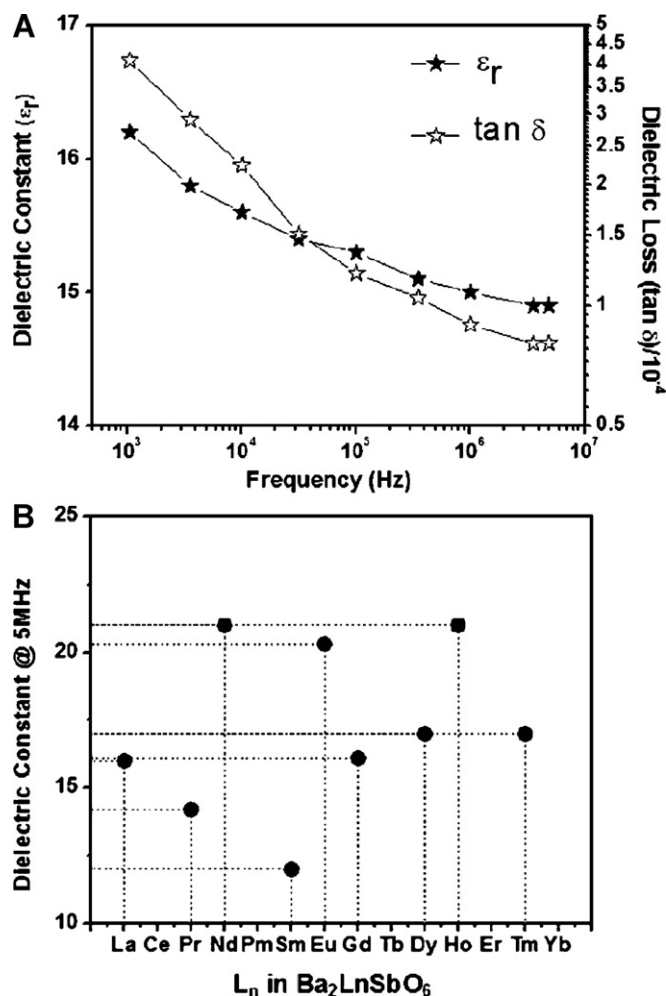 A
17
16
15
14
Dielectric Constant (εr)
εr
tan δ
5
4.5
4
3.5
3
2.5
2
1.5
1
0.5
Dielectric Loss (tan δ)/10⁻⁴
10³ 10⁴ 10⁵ 10⁶ 10⁷
Frequency (Hz)
B
25
20
15
10
Dielectric Constant @ 5MHz
La Ce Pr Nd Pm Sm Eu Gd Tb Dy Ho Er Tm Yb
Ln in Ba₂LnSbO₆